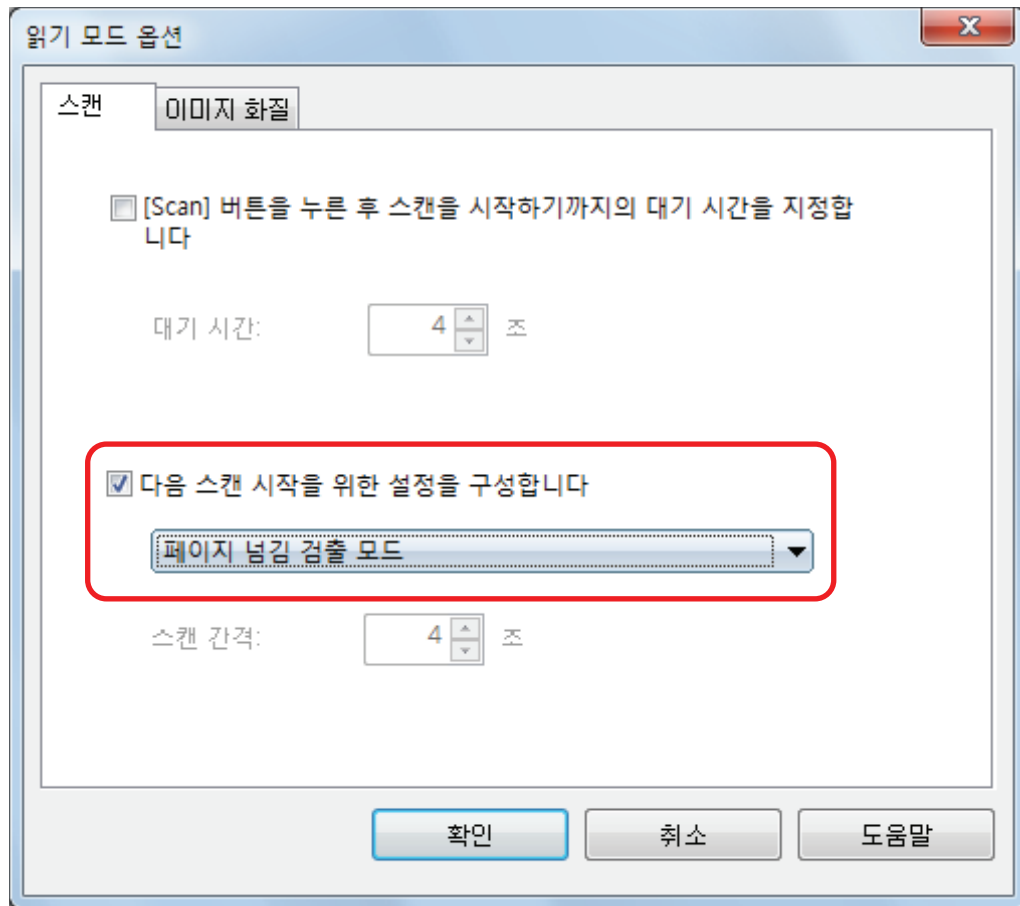 읽기 모드 옵션
스캔
이미지 화질
[Scan] 버튼을 누른 후 스캔을 시작하기까지의 대기 시간을 지정합
니다
대기 시간: 4 조
다음 스캔 시작을 위한 설정을 구성합니다
페이지 넘김 검출 모드
스캔 간격: 4 조
확인 취소 도움말